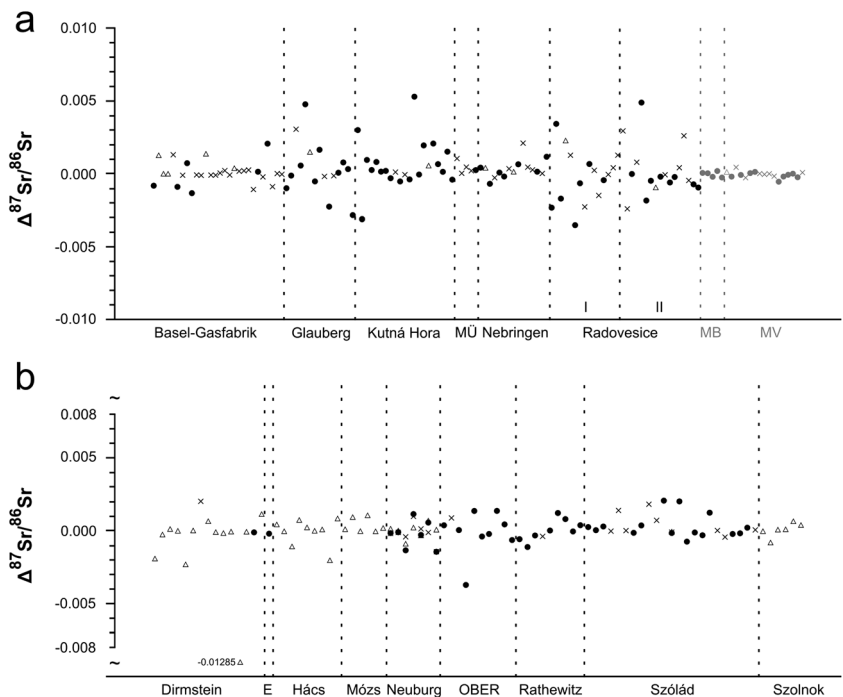 a
0.010
0.005
0.000
-0.005
-0.010
Δ87Sr/86Sr
I II
Basel-Gasfabrik Glauberg Kutná Hora MÜ Nebringen Radovesice MB MV
b
~
0.008
0.005
0.000
-0.005
-0.008
~
Δ87Sr/86Sr
-0.01285
Dirmstein E Hács Mózs Neuburg OBER Rathewitz Szólád Szolnok